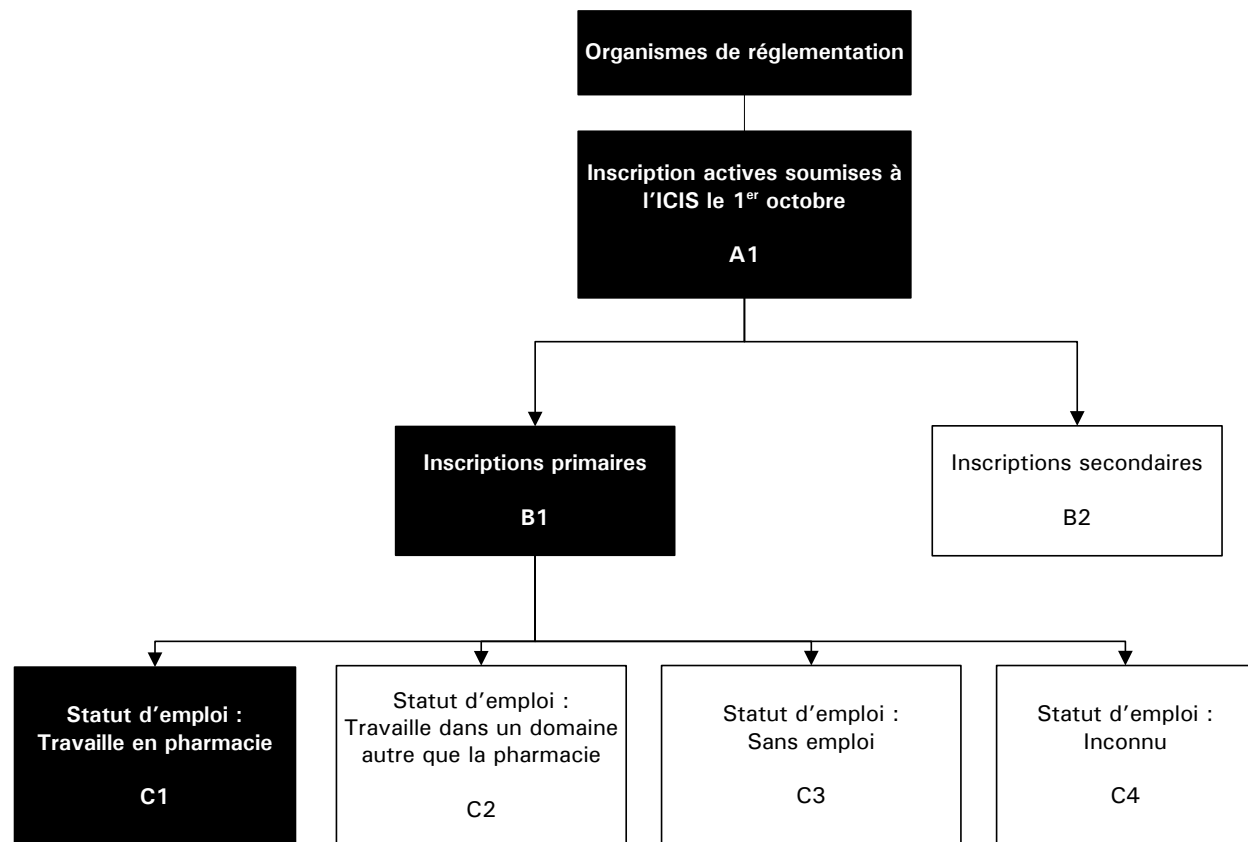 Organismes de réglementation
Inscription actives soumises à
l'ICIS le 1er octobre
A1
Inscriptions primaires
B1
Inscriptions secondaires
B2
Statut d'emploi :
Travaille en pharmacie
C1
Statut d'emploi :
Travaille dans un domaine
autre que la pharmacie
C2
Statut d'emploi :
Sans emploi
C3
Statut d'emploi :
Inconnu
C4